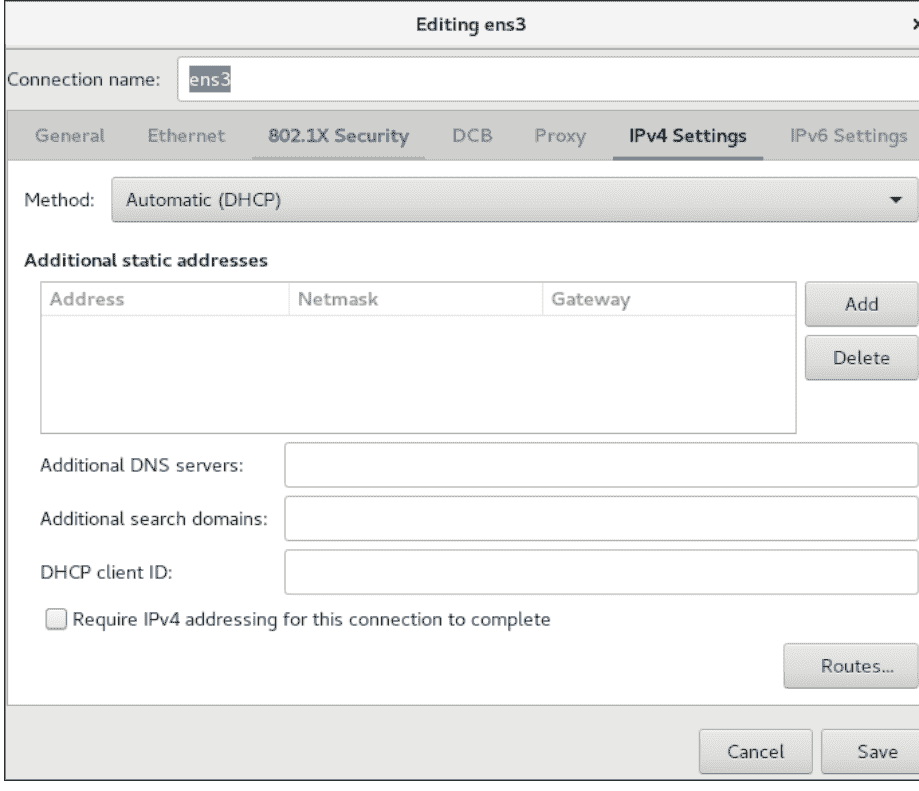 Editing ens3
Connection name: ens3
General Ethernet 802.1X Security DCB Proxy IPv4 Settings IPv6 Settings
Method: Automatic (DHCP)
Additional static addresses
Address Netmask Gateway Add
Delete
Additional DNS servers:
Additional search domains:
DHCP client ID:
Require IPv4 addressing for this connection to complete
Routes...
Cancel Save